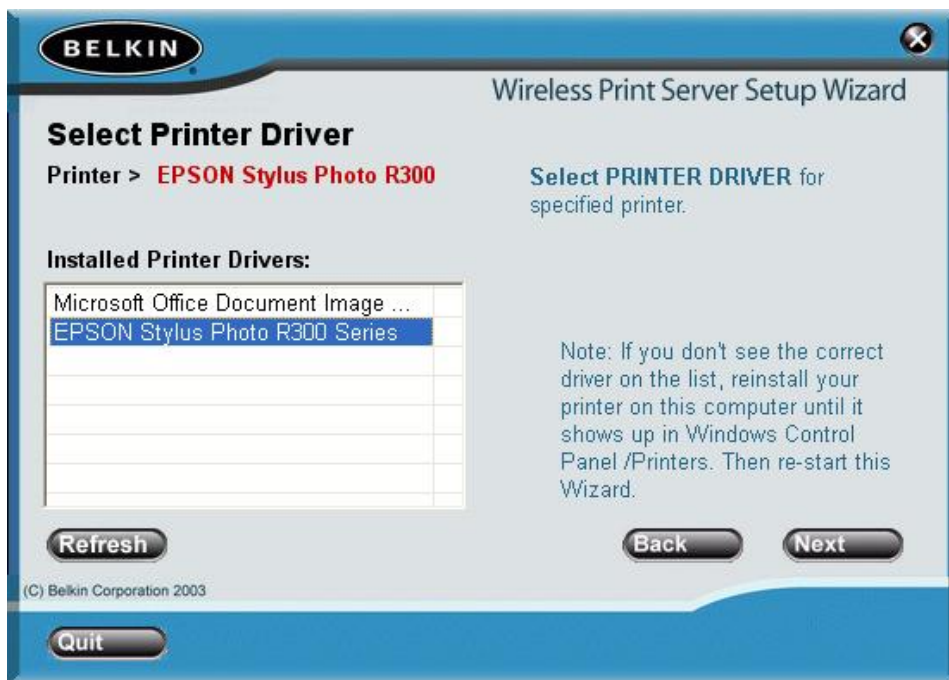 BELKIN
Wireless Print Server Setup Wizard
Select Printer Driver
Printer > EPSON Stylus Photo R300
Select PRINTER DRIVER for
specified printer.
Installed Printer Drivers:
Microsoft Office Document Image ...
EPSON Stylus Photo R300 Series
Note: If you don't see the correct
driver on the list, reinstall your
printer on this computer until it
shows up in Windows Control
Panel /Printers. Then re-start this
Wizard.
Refresh
Back
Next
(C) Belkin Corporation 2003
Quit